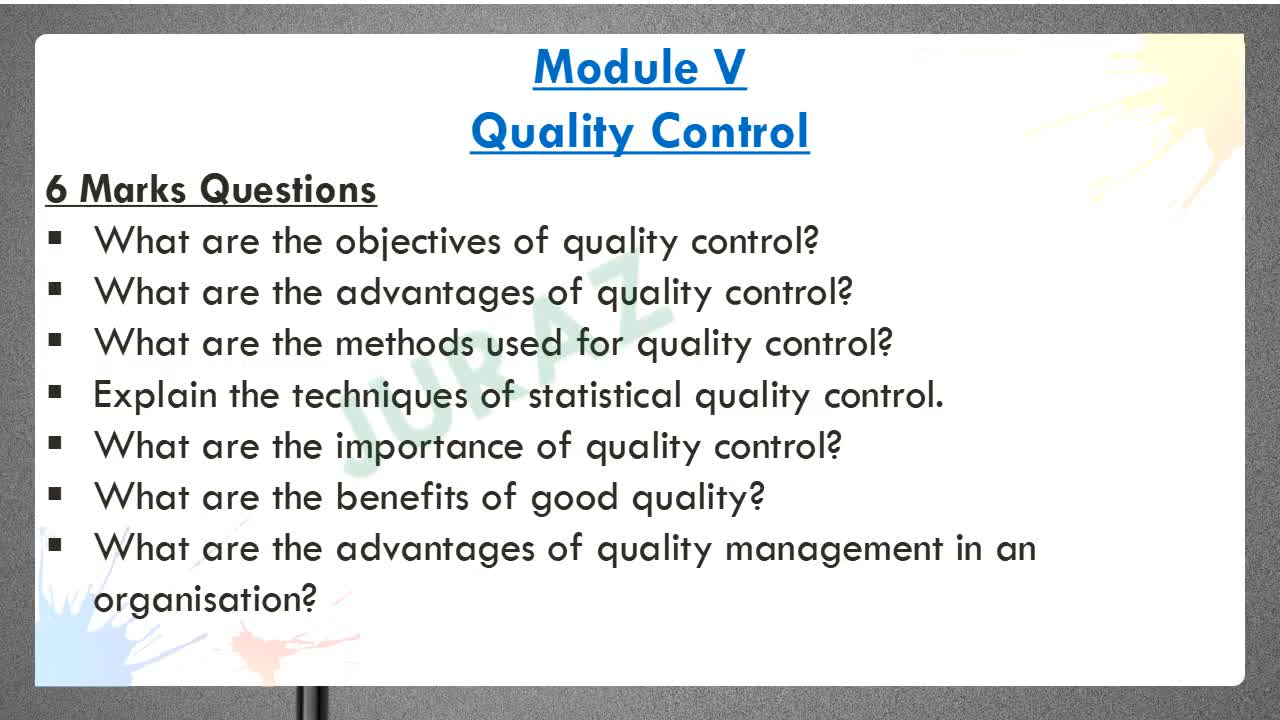 Module V
Quality Control
6 Marks Questions
▪ What are the objectives of quality control?
▪ What are the advantages of quality control?
▪ What are the methods used for quality control?
▪ Explain the techniques of statistical quality control.
▪ What are the importance of quality control?
▪ What are the benefits of good quality?
▪ What are the advantages of quality management in an
organisation?
JURAZ